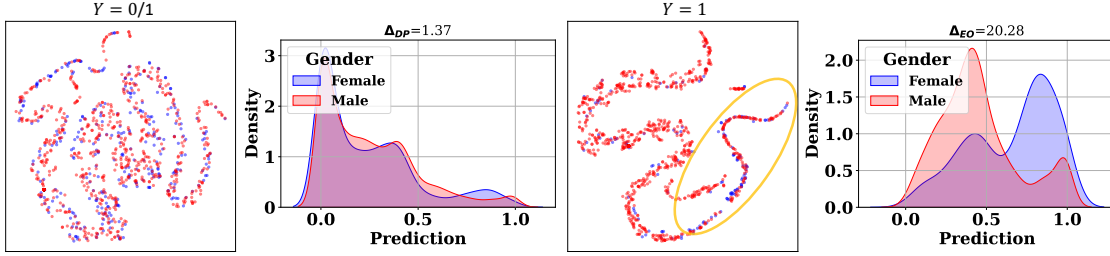 Y = 0/1
Δ_DP=1.37
Gender
Female
Male
Density
3
2
1
0
0.0
0.5
1.0
Prediction
Y = 1
Δ_EO=20.28
Gender
Female
Male
Density
2.0
1.5
1.0
0.5
0.0
0.0
0.5
1.0
Prediction